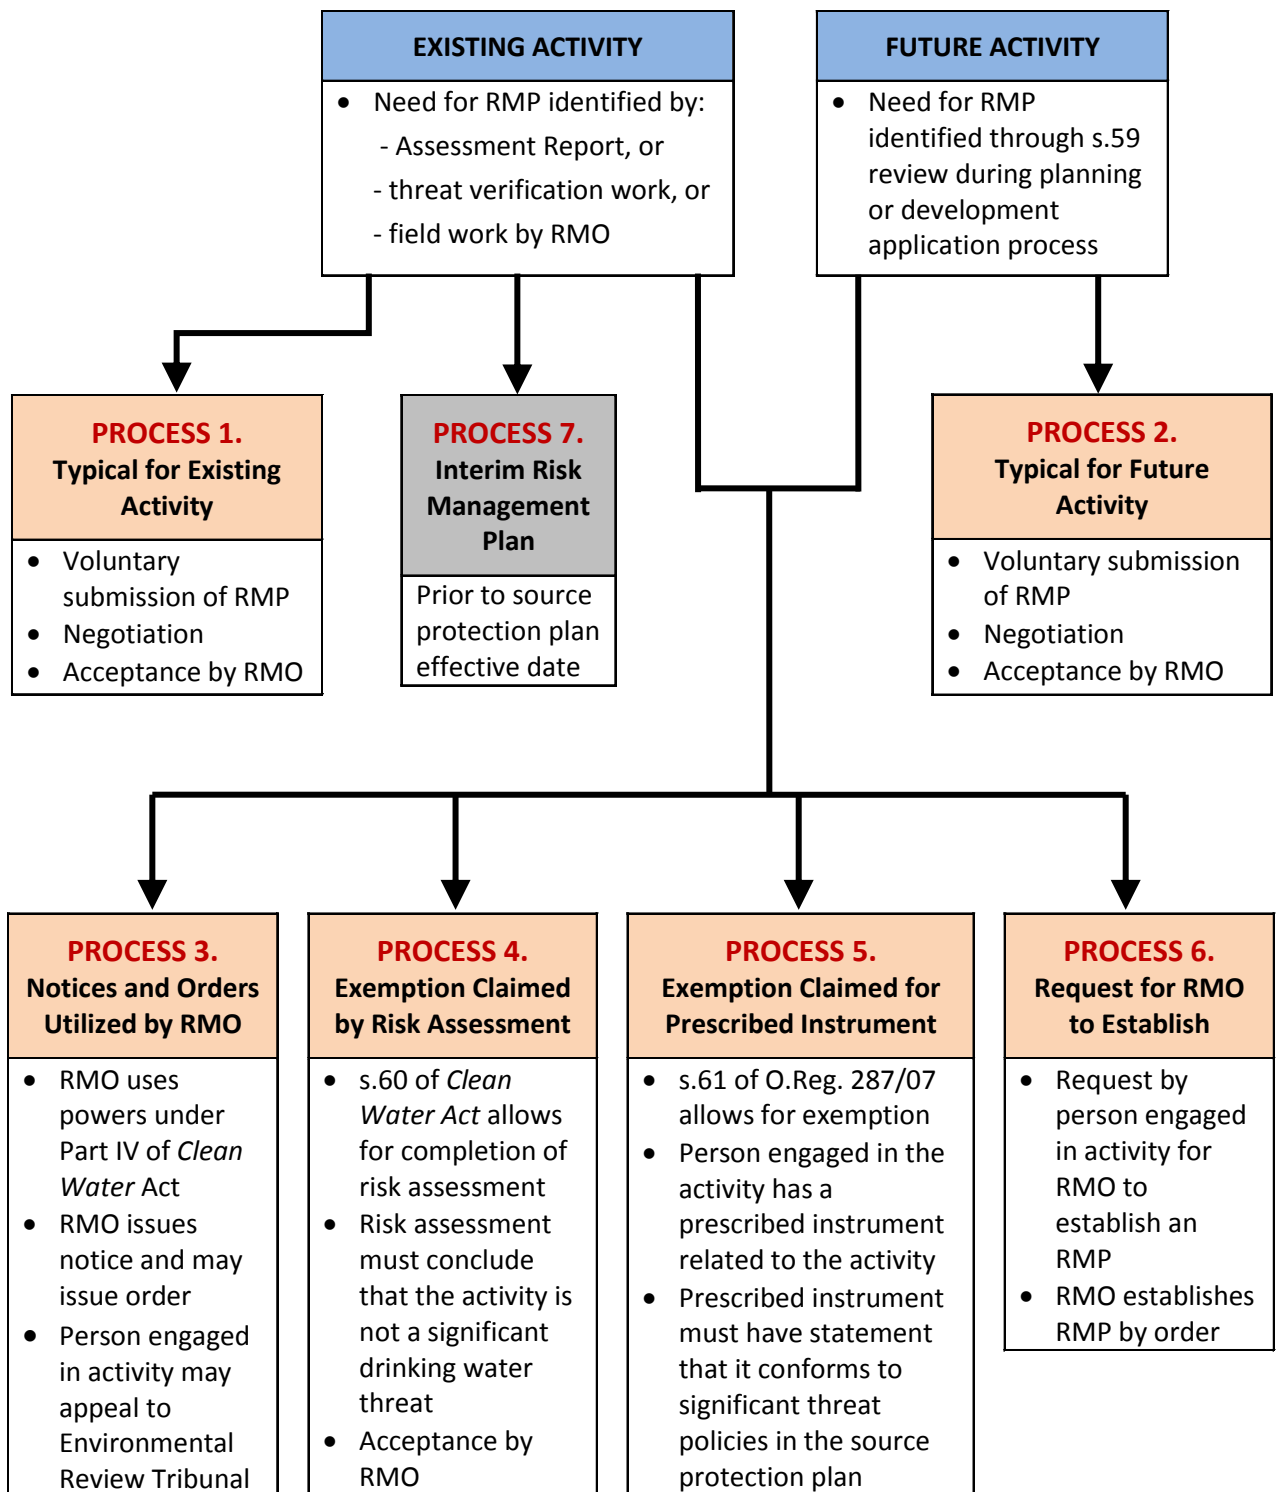 EXISTING ACTIVITY
• Need for RMP identified by:
- Assessment Report, or
- threat verification work, or
- field work by RMO
FUTURE ACTIVITY
• Need for RMP
identified through s.59
review during planning
or development
application process
PROCESS 1.
Typical for Existing
Activity
• Voluntary
submission of RMP
• Negotiation
• Acceptance by RMO
PROCESS 7.
Interim Risk
Management
Plan
Prior to source
protection plan
effective date
PROCESS 2.
Typical for Future
Activity
• Voluntary submission
of RMP
• Negotiation
• Acceptance by RMO
PROCESS 3.
Notices and Orders
Utilized by RMO
• RMO uses
powers under
Part IV of Clean
Water Act
• RMO issues
notice and may
issue order
• Person engaged
in activity may
appeal to
Environmental
Review Tribunal
PROCESS 4.
Exemption Claimed
by Risk Assessment
• s.60 of Clean
Water Act allows
for completion of
risk assessment
• Risk assessment
must conclude
that the activity is
not a significant
drinking water
threat
• Acceptance by
RMO
PROCESS 5.
Exemption Claimed for
Prescribed Instrument
• s.61 of O.Reg. 287/07
allows for exemption
• Person engaged in the
activity has a
prescribed instrument
related to the activity
• Prescribed instrument
must have statement
that it conforms to
significant threat
policies in the source
protection plan
PROCESS 6.
Request for RMO
to Establish
• Request by
person engaged
in activity for
RMO to
establish an
RMP
• RMO establishes
RMP by order